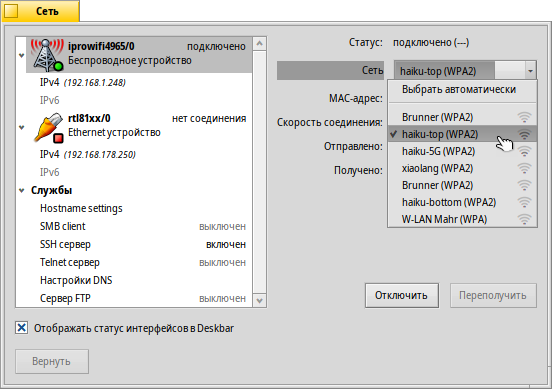 Сеть
iprowifi4965/0 подключено
Беспроводное устройство
IPv4 (192.168.1.248)
IPv6
rtl81xx/0 нет соединения
Ethernet устройство
IPv4 (192.168.178.250)
IPv6
Службы
Hostname settings
SMB client выключен
SSH сервер включен
Telnet сервер выключен
Настройки DNS
Сервер FTP выключен
Статус: подключено (---)
Сеть haiku-top (WPA2)
MAC-адрес:
Скорость соединения:
Отправлено:
Получено:
Выбрать автоматически
Brunner (WPA2)
haiku-top (WPA2)
haiku-5G (WPA2)
xiaolang (WPA2)
Brunner (WPA2)
haiku-bottom (WPA2)
W-LAN Mahr (WPA)
Отключить Переполучить
Отображать статус интерфейсов в Deskbar
Вернуть